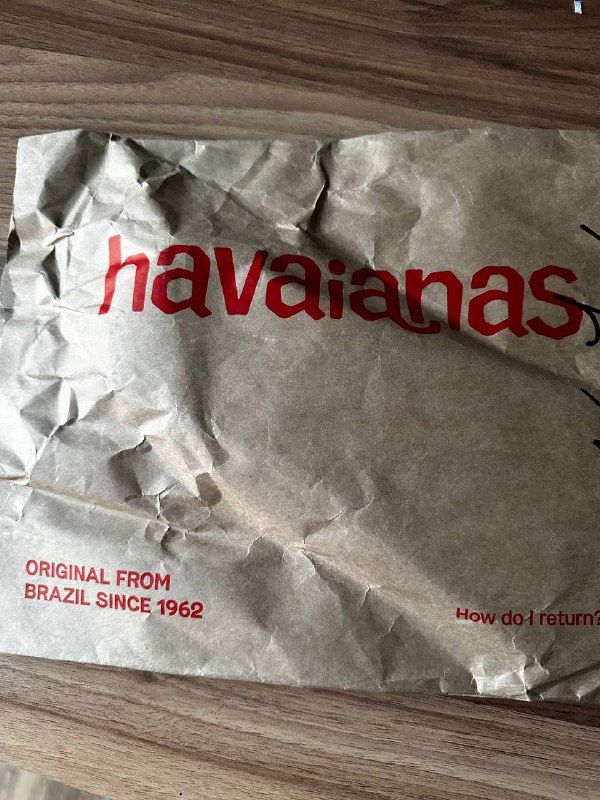 havaianas
ORIGINAL FROM
BRAZIL SINCE 1962
How do I return?